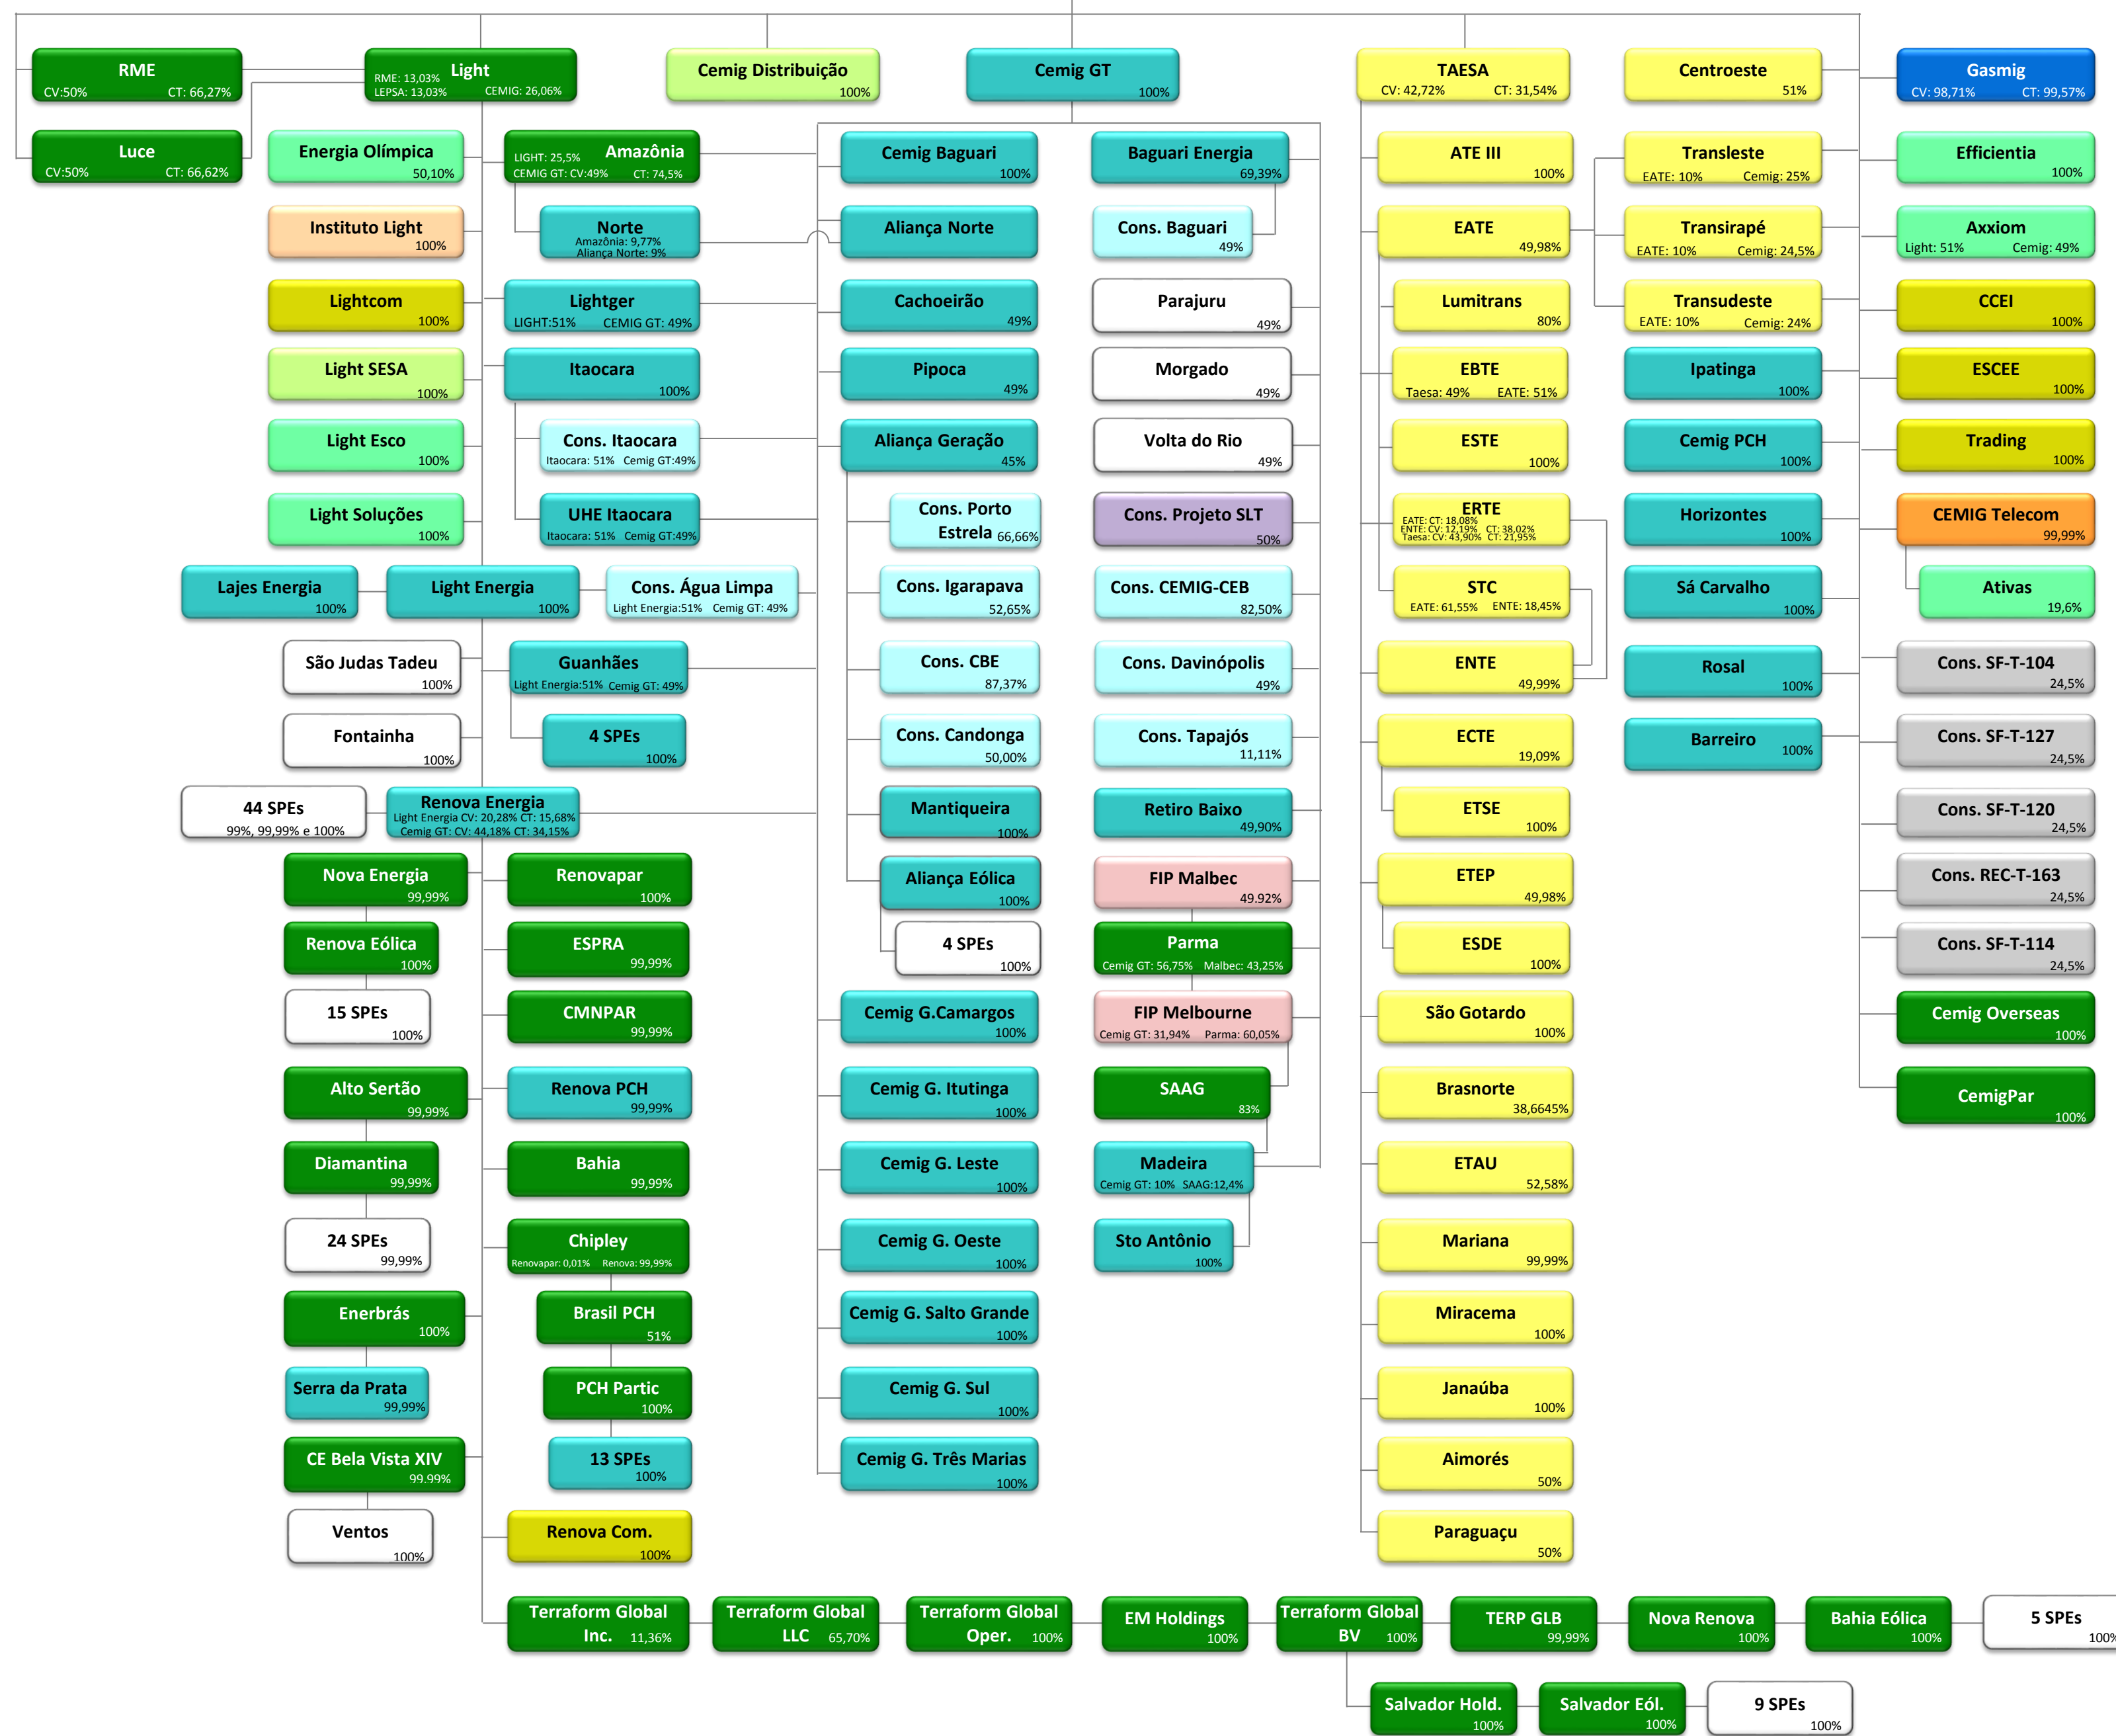 RME
CV:50% CT: 66,27%
Light
RME: 13,03%
LEPSA: 13,03% CEMIG: 26,06%
Cemig Distribuição
100%
Cemig GT
100%
TAESA
CV: 42,72% CT: 31,54%
Centroeste
51%
Gasmig
CV: 98,71% CT: 99,57%
Luce
CV:50% CT: 66,62%
Energia Olímpica
50,10%
Instituto Light
100%
Lightcom
100%
Light SESA
100%
Light Esco
100%
Light Soluções
100%
Lajes Energia
100%
Light Energia
100%
Cons. Água Limpa
Light Energia:51% Cemig GT: 49%
São Judas Tadeu
100%
Fontainha
100%
44 SPEs
99%, 99,99% e 100%
Renova Energia
Light Energia CV: 20,28% CT: 15,68%
Cemig GT: CV: 44,18% CT: 34,15%
Nova Energia
99,99%
Renova Eólica
100%
15 SPEs
100%
Alto Sertão
99,99%
Diamantina
99,99%
24 SPEs
99,99%
Enerbrás
100%
Serra da Prata
99,99%
CE Bela Vista XIV
99.99%
Ventos
100%
Amazônia
LIGHT: 25,5%
CEMIG GT: CV:49% CT: 74,5%
Norte
Amazônia: 9,77%
Aliança Norte: 9%
Lightger
LIGHT:51% CEMIG GT: 49%
Itaocara
100%
Cons. Itaocara
Itaocara: 51% Cemig GT:49%
UHE Itaocara
Itaocara: 51% Cemig GT:49%
Guanhães
Light Energia:51% Cemig GT: 49%
4 SPEs
100%
Renovapar
100%
ESPRA
99,99%
CMNPAR
99,99%
Renova PCH
99,99%
Bahia
99,99%
Chipley
Renovapar: 0,01% Renova: 99,99%
Brasil PCH
51%
PCH Partic
100%
13 SPEs
100%
Renova Com.
100%
Cemig Baguari
100%
Aliança Norte
Cachoeirão
49%
Pipoca
49%
Aliança Geração
45%
Cons. Porto
Estrela 66,66%
Cons. Igarapava
52,65%
Cons. CBE
87,37%
Cons. Candonga
50,00%
Mantiqueira
100%
Aliança Eólica
100%
4 SPEs
100%
Cemig G.Camargos
100%
Cemig G. Itutinga
100%
Cemig G. Leste
100%
Cemig G. Oeste
100%
Cemig G. Salto Grande
100%
Cemig G. Sul
100%
Cemig G. Três Marias
100%
Baguari Energia
69,39%
Cons. Baguari
49%
Parajuru
49%
Morgado
49%
Volta do Rio
49%
Cons. Projeto SLT
50%
Cons. CEMIG-CEB
82,50%
Cons. Davinópolis
49%
Cons. Tapajós
11,11%
Retiro Baixo
49,90%
FIP Malbec
49.92%
Parma
Cemig GT: 56,75% Malbec: 43,25%
FIP Melbourne
Cemig GT: 31,94% Parma: 60,05%
SAAG
83%
Madeira
Cemig GT: 10% SAAG:12,4%
Sto Antônio
100%
ATE III
100%
EATE
49,98%
Lumitrans
80%
EBTE
Taesa: 49% EATE: 51%
ESTE
100%
ERTE
EATE: CT: 18,08%
ENTE: CV: 12,19% CT: 38,02%
Taesa: CV: 43,90% CT: 21,95%
STC
EATE: 61,55% ENTE: 18,45%
ENTE
49,99%
ECTE
19,09%
ETSE
100%
ETEP
49,98%
ESDE
100%
São Gotardo
100%
Brasnorte
38,6645%
ETAU
52,58%
Mariana
99,99%
Miracema
100%
Janaúba
100%
Aimorés
50%
Paraguaçu
50%
Transleste
EATE: 10% Cemig: 25%
Transirapé
EATE: 10% Cemig: 24,5%
Transudeste
EATE: 10% Cemig: 24%
Ipatinga
100%
Cemig PCH
100%
Horizontes
100%
Sá Carvalho
100%
Rosal
100%
Barreiro
100%
Efficientia
100%
Axxiom
Light: 51% Cemig: 49%
CCEI
100%
ESCEE
100%
Trading
100%
CEMIG Telecom
99,99%
Ativas
19,6%
Cons. SF-T-104
24,5%
Cons. SF-T-127
24,5%
Cons. SF-T-120
24,5%
Cons. REC-T-163
24,5%
Cons. SF-T-114
24,5%
Cemig Overseas
100%
CemigPar
100%
Terraform Global
Inc. 11,36%
Terraform Global
LLC 65,70%
Terraform Global
Oper. 100%
EM Holdings
100%
Terraform Global
BV 100%
TERP GLB
99,99%
Nova Renova
100%
Bahia Eólica
100%
5 SPEs
100%
Salvador Hold.
100%
Salvador Eól.
100%
9 SPEs
100%